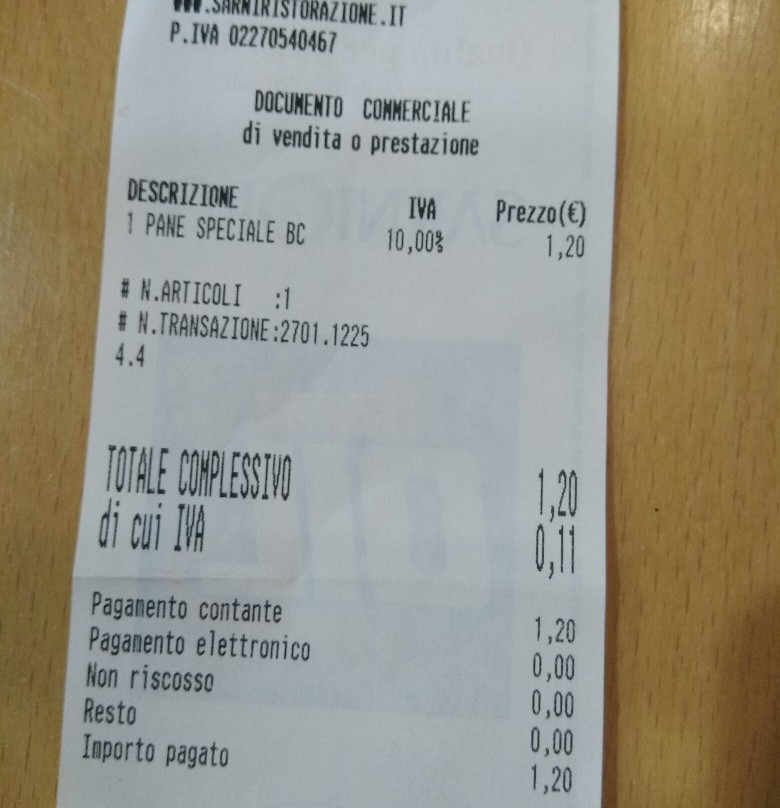 WWW.SARNIRISTORAZIONE.IT
P.IVA 02270540467
DOCUMENTO COMMERCIALE
di vendita o prestazione
DESCRIZIONE IVA Prezzo(€)
1 PANE SPECIALE BC 10,00% 1,20
# N.ARTICOLI :1
# N.TRANSAZIONE:2701.1225
4.4
TOTALE COMPLESSIVO 1,20
di cui IVA 0,11
Pagamento contante 1,20
Pagamento elettronico 0,00
Non riscosso 0,00
Resto 0,00
Importo pagato 1,20